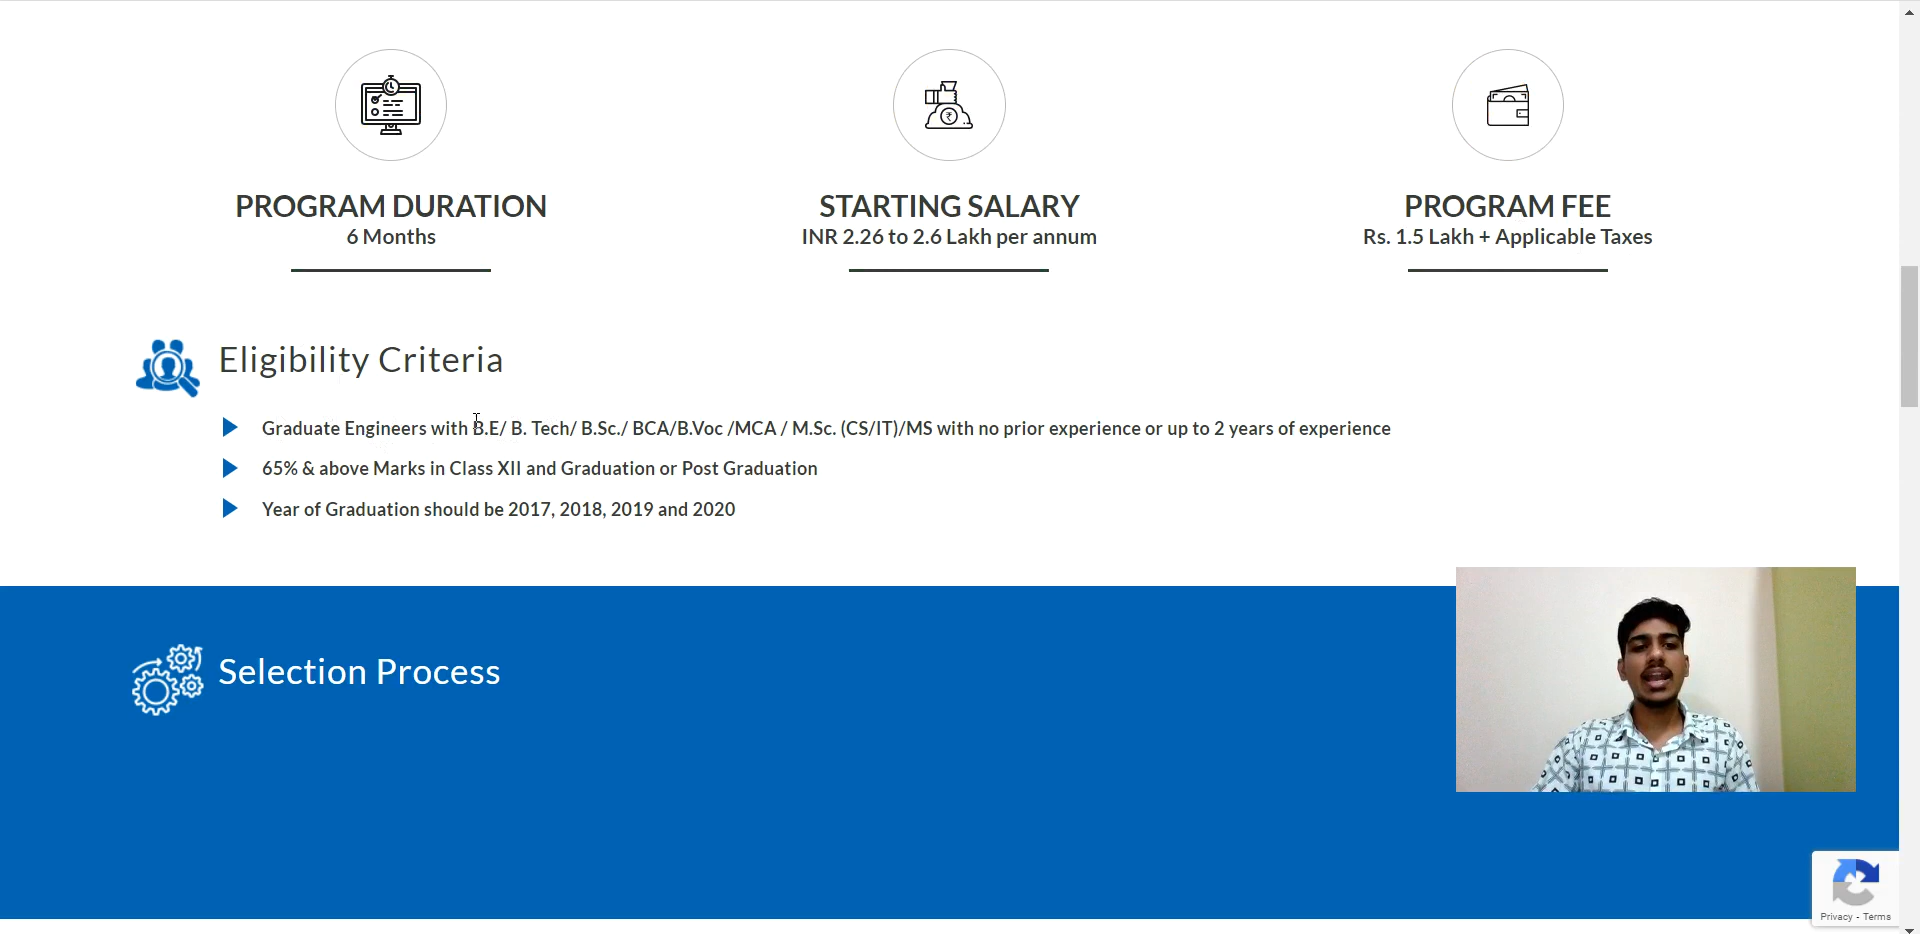 PROGRAM DURATION
6 Months
STARTING SALARY
INR 2.26 to 2.6 Lakh per annum
PROGRAM FEE
Rs. 1.5 Lakh + Applicable Taxes
Eligibility Criteria
Graduate Engineers with B.E/ B. Tech/ B.Sc./ BCA/B.Voc /MCA / M.Sc. (CS/IT)/MS with no prior experience or up to 2 years of experience
65% & above Marks in Class XII and Graduation or Post Graduation
Year of Graduation should be 2017, 2018, 2019 and 2020
Selection Process
Privacy - Terms